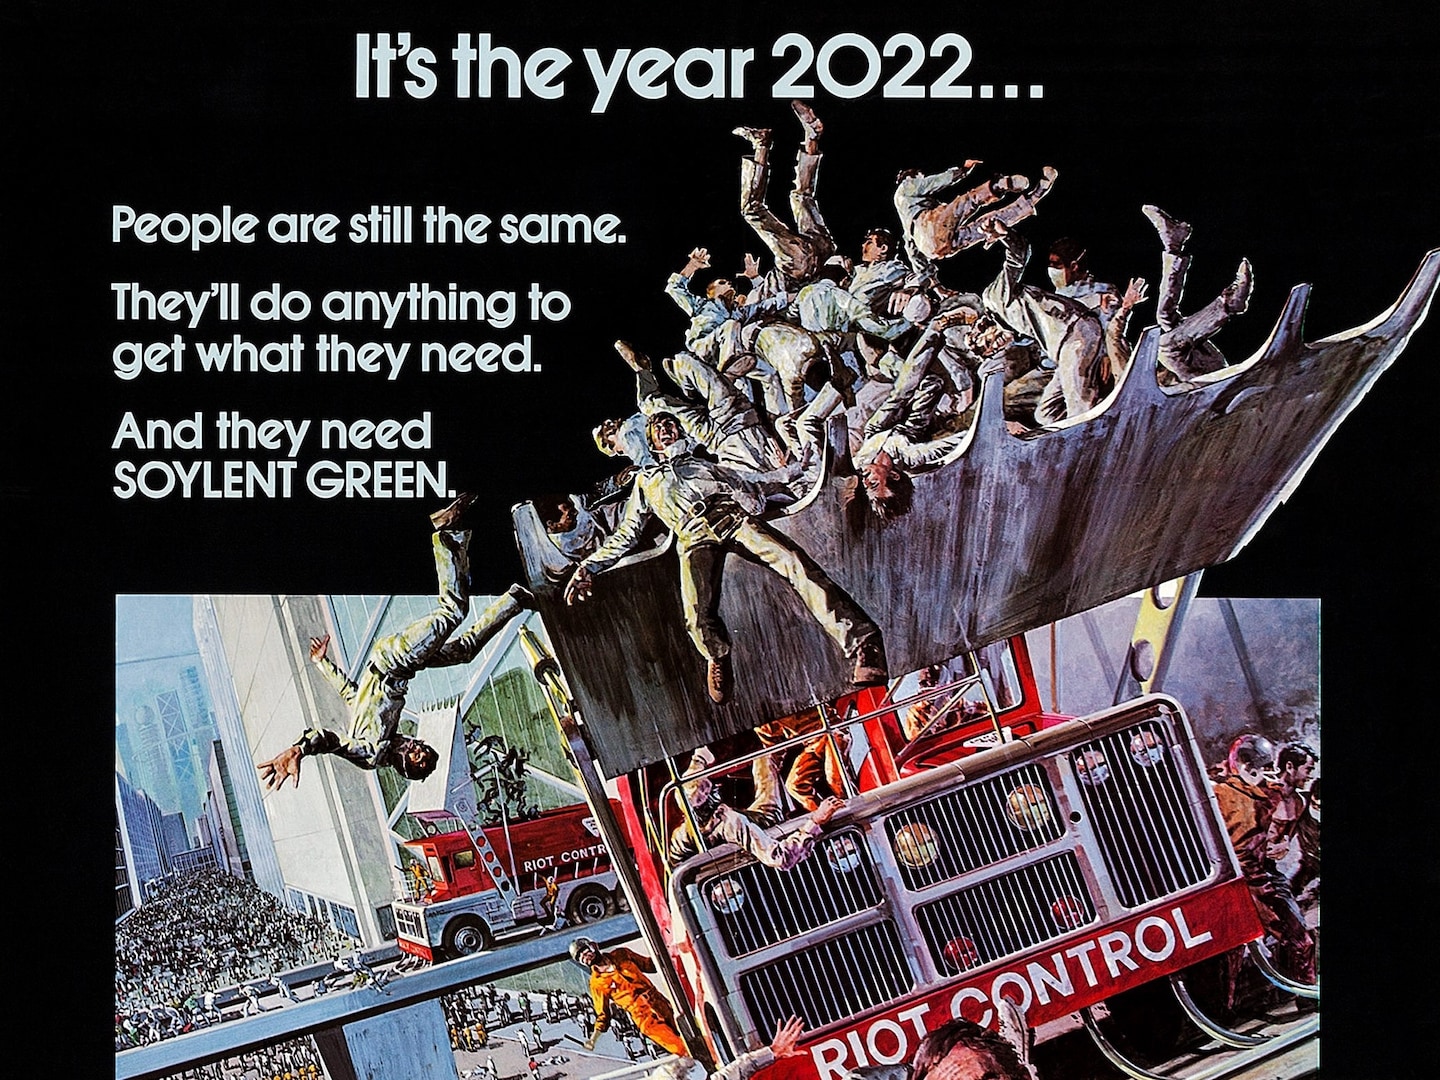 It's the year 2022...
People are still the same.
They'll do anything to
get what they need.
And they need
SOYLENT GREEN.
RIOT CONTR
RIOT CONTROL